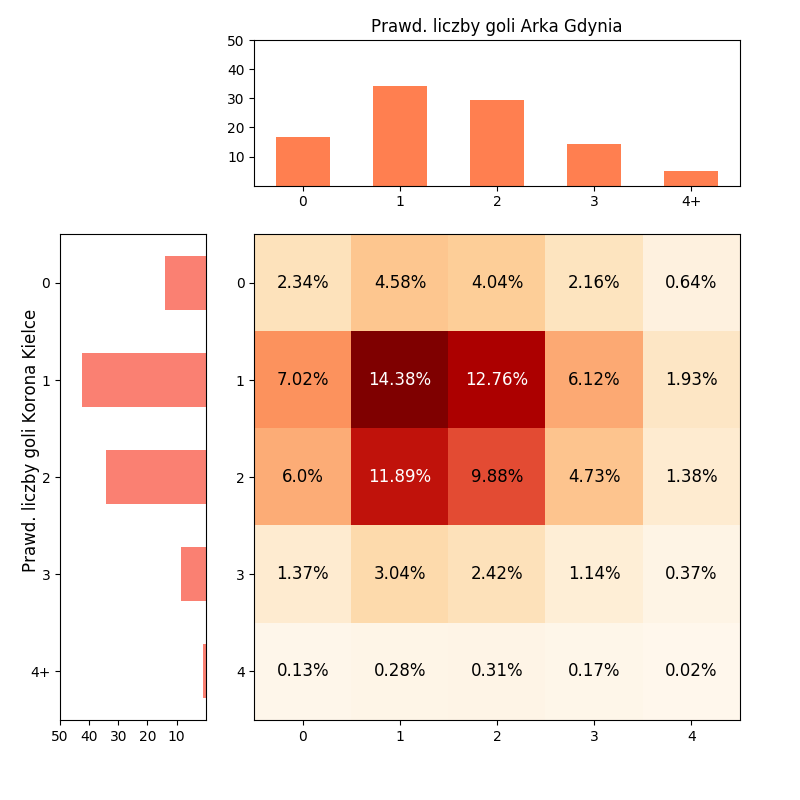 Prawd. liczby goli Arka Gdynia
50
40
30
20
10
0 1 2 3 4+
Prawd. liczby goli Korona Kielce
0
1
2
3
4+
50 40 30 20 10
0 2.34% 4.58% 4.04% 2.16% 0.64%
1 7.02% 14.38% 12.76% 6.12% 1.93%
2 6.0% 11.89% 9.88% 4.73% 1.38%
3 1.37% 3.04% 2.42% 1.14% 0.37%
4 0.13% 0.28% 0.31% 0.17% 0.02%
0 1 2 3 4